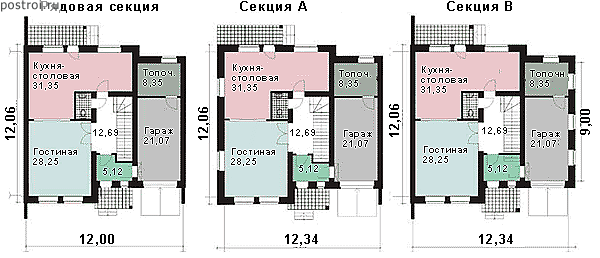 postroi.ru
Рядовая секция
Секция А
Секция В
Кухня-
столовая
31,35
Топоч.
8,35
12,69
Гараж
21,07
Гостиная
28,25
5,12
12,06
12,00
Кухня-
столовая
31,35
Топоч.
8,35
12,69
Гараж
21,07
Гостиная
28,25
5,12
12,06
12,34
Кухня-
столовая
31,35
Топоч
8,35
12,69
Гараж
21,07
Гостиная
28,25
5,12
12,06
9,00
12,34